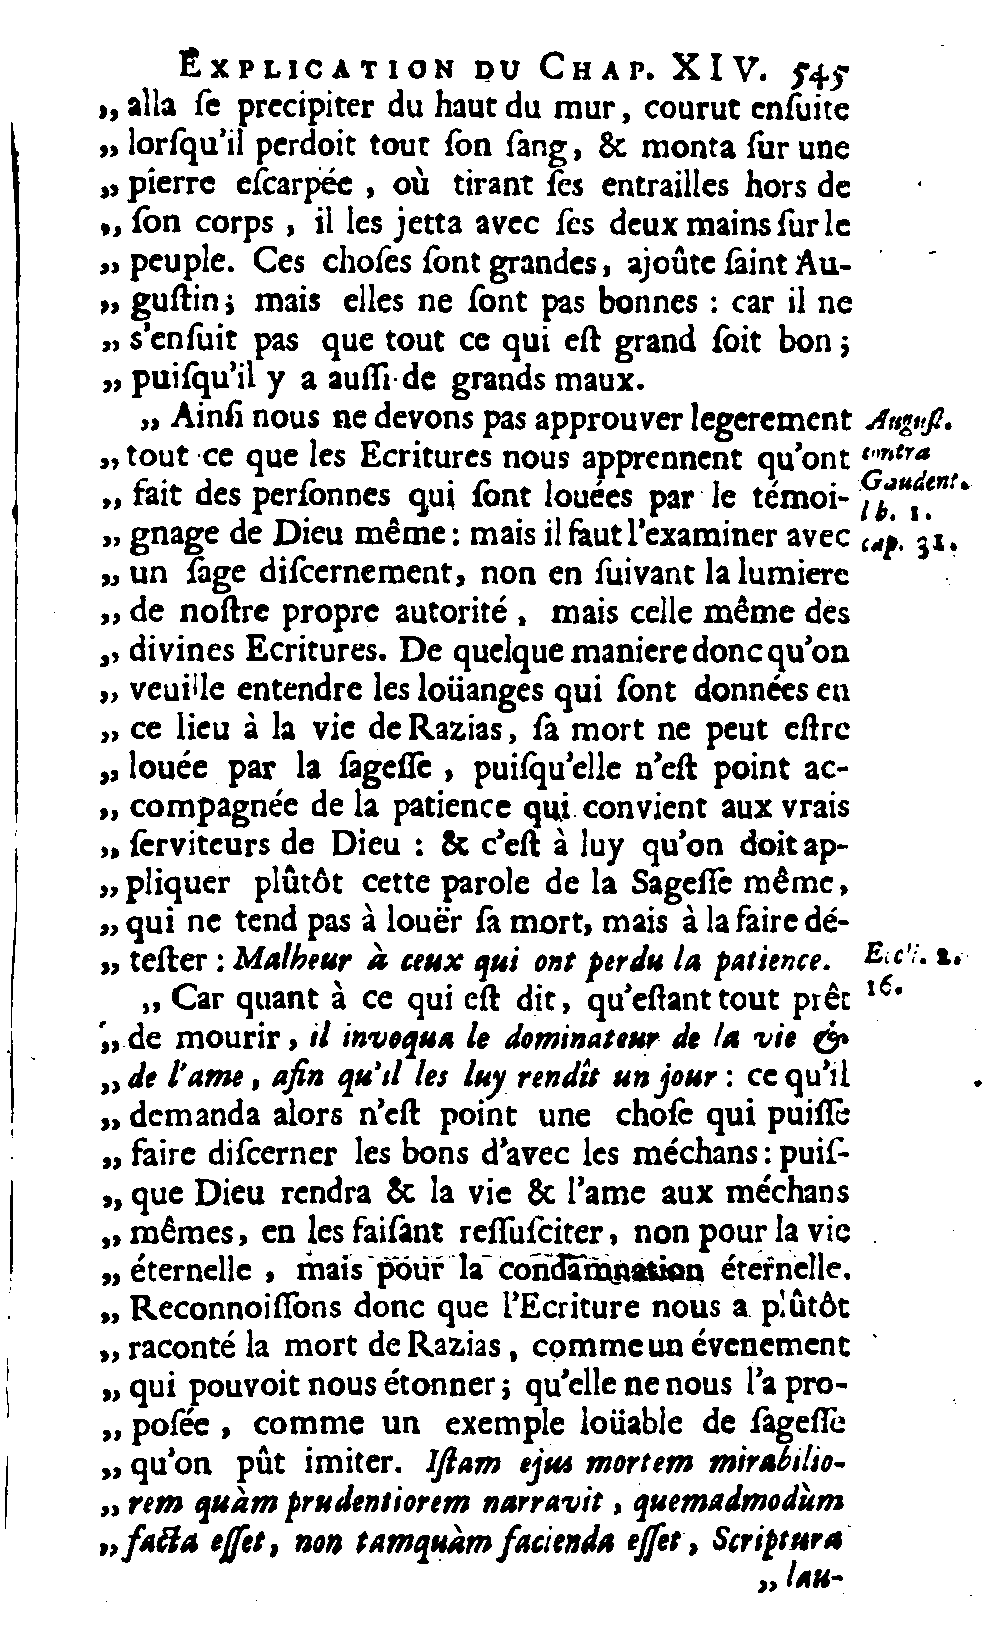 EXPLICATION DU CHAP. XIV. 545
„ alla ſe precipiter du haut du mur, courut enſuite
„ lorſqu'il perdoit tout ſon ſang, & monta ſur une
„ pierre eſcarpée, où tirant ſes entrailles hors de
„ ſon corps, il les jetta avec ſes deux mains ſur le
„ peuple. Ces choſes ſont grandes, ajoûte ſaint Au-
„ guſtin; mais elles ne ſont pas bonnes : car il ne
„ s'enſuit pas que tout ce qui eſt grand ſoit bon;
„ puiſqu'il y a auſſi de grands maux.
„ Ainſi nous ne devons pas approuver legerement
„ tout ce que les Ecritures nous apprennent qu'ont
„ fait des perſonnes qui ſont louées par le témoi-
„ gnage de Dieu même : mais il faut l'examiner avec
„ un ſage diſcernement, non en ſuivant la lumiere
„ de noſtre propre autorité, mais celle même des
„ divines Ecritures. De quelque maniere donc qu'on
„ veuille entendre les loüanges qui ſont données en
„ ce lieu à la vie de Razias, ſa mort ne peut eſtre
„ louée par la ſageſſe, puiſqu'elle n'eſt point ac-
„ compagnée de la patience qui convient aux vrais
„ ſerviteurs de Dieu : & c'eſt à luy qu'on doit ap-
„ pliquer plûtôt cette parole de la Sageſſe même,
„ qui ne tend pas à louër ſa mort, mais à la faire dé-
„ teſter : Malheur à ceux qui ont perdu la patience.
„ Car quant à ce qui eſt dit, qu'eſtant tout prêt
„ de mourir, il invoqua le dominateur de la vie &
„ de l'ame, afin qu'il les luy rendît un jour : ce qu'il
„ demanda alors n'eſt point une choſe qui puiſſe
„ faire diſcerner les bons d'avec les méchans : puiſ-
„ que Dieu rendra & la vie & l'ame aux méchans
„ mêmes, en les faiſant reſſuſciter, non pour la vie
„ éternelle, mais pour la condamnation éternelle.
„ Reconnoiſſons donc que l'Ecriture nous a plûtôt
„ raconté la mort de Razias, comme un évenement
„ qui pouvoit nous étonner; qu'elle ne nous l'a pro-
„ poſée, comme un exemple loüable de ſageſſe
„ qu'on pût imiter. Iſtam ejus mortem mirabilio-
„ rem quàm prudentiorem narravit, quemadmodùm
„ facta eſſet, non tamquàm facienda eſſet, Scriptura
„ lau-
Auguſt.
contra
Gaudent.
lb. 1.
cap. 31.
Eccli. 2.
16.